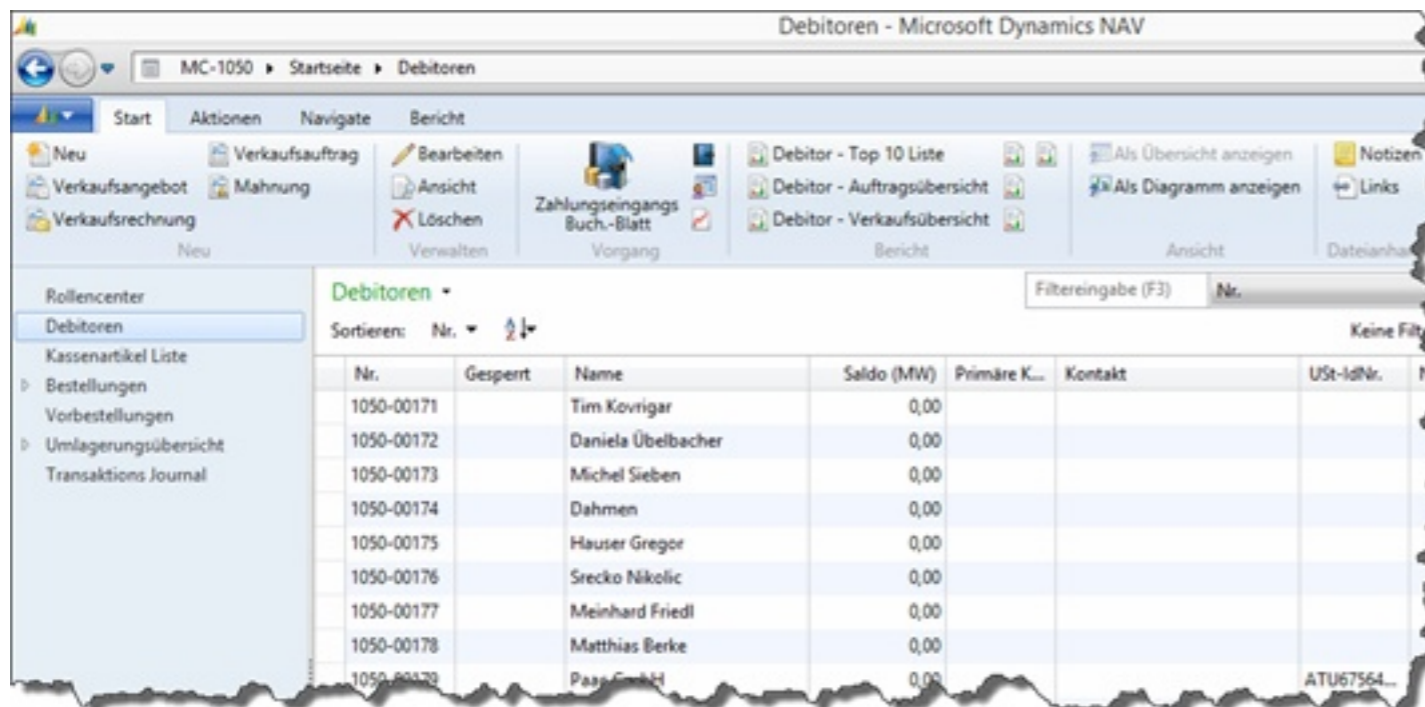 Debitoren - Microsoft Dynamics NAV
MC-1050 Startseite Debitoren
Start Aktionen Navigate Bericht
Neu Verkaufsauftrag Bearbeiten Debitor - Top 10 Liste Als Übersicht anzeigen Notizen
Verkaufsangebot Mahnung Ansicht Zahlungseingangs Debitor - Auftragsübersicht Als Diagramm anzeigen Links
Verkaufsrechnung Löschen Buch.-Blatt Debitor - Verkaufsübersicht
Neu Verwalten Vorgang Bericht Ansicht
Rollencenter
Debitoren
Kassenartikel Liste
Bestellungen
Vorbestellungen
Umlagerungsübersicht
Transaktions Journal
Debitoren Filtereingabe (F3) Nr.
Sortieren: Nr. Keine
Nr. Gesperrt Name Saldo (MW) Primäre K... Kontakt USt-IdNr.
1050-00171 Tim Kovrigar 0,00
1050-00172 Daniela Übelbacher 0,00
1050-00173 Michel Sieben 0,00
1050-00174 Dahmen 0,00
1050-00175 Hauser Gregor 0,00
1050-00176 Srecko Nikolic 0,00
1050-00177 Meinhard Friedl 0,00
1050-00178 Matthias Berke 0,00
0,00 ATU67564...